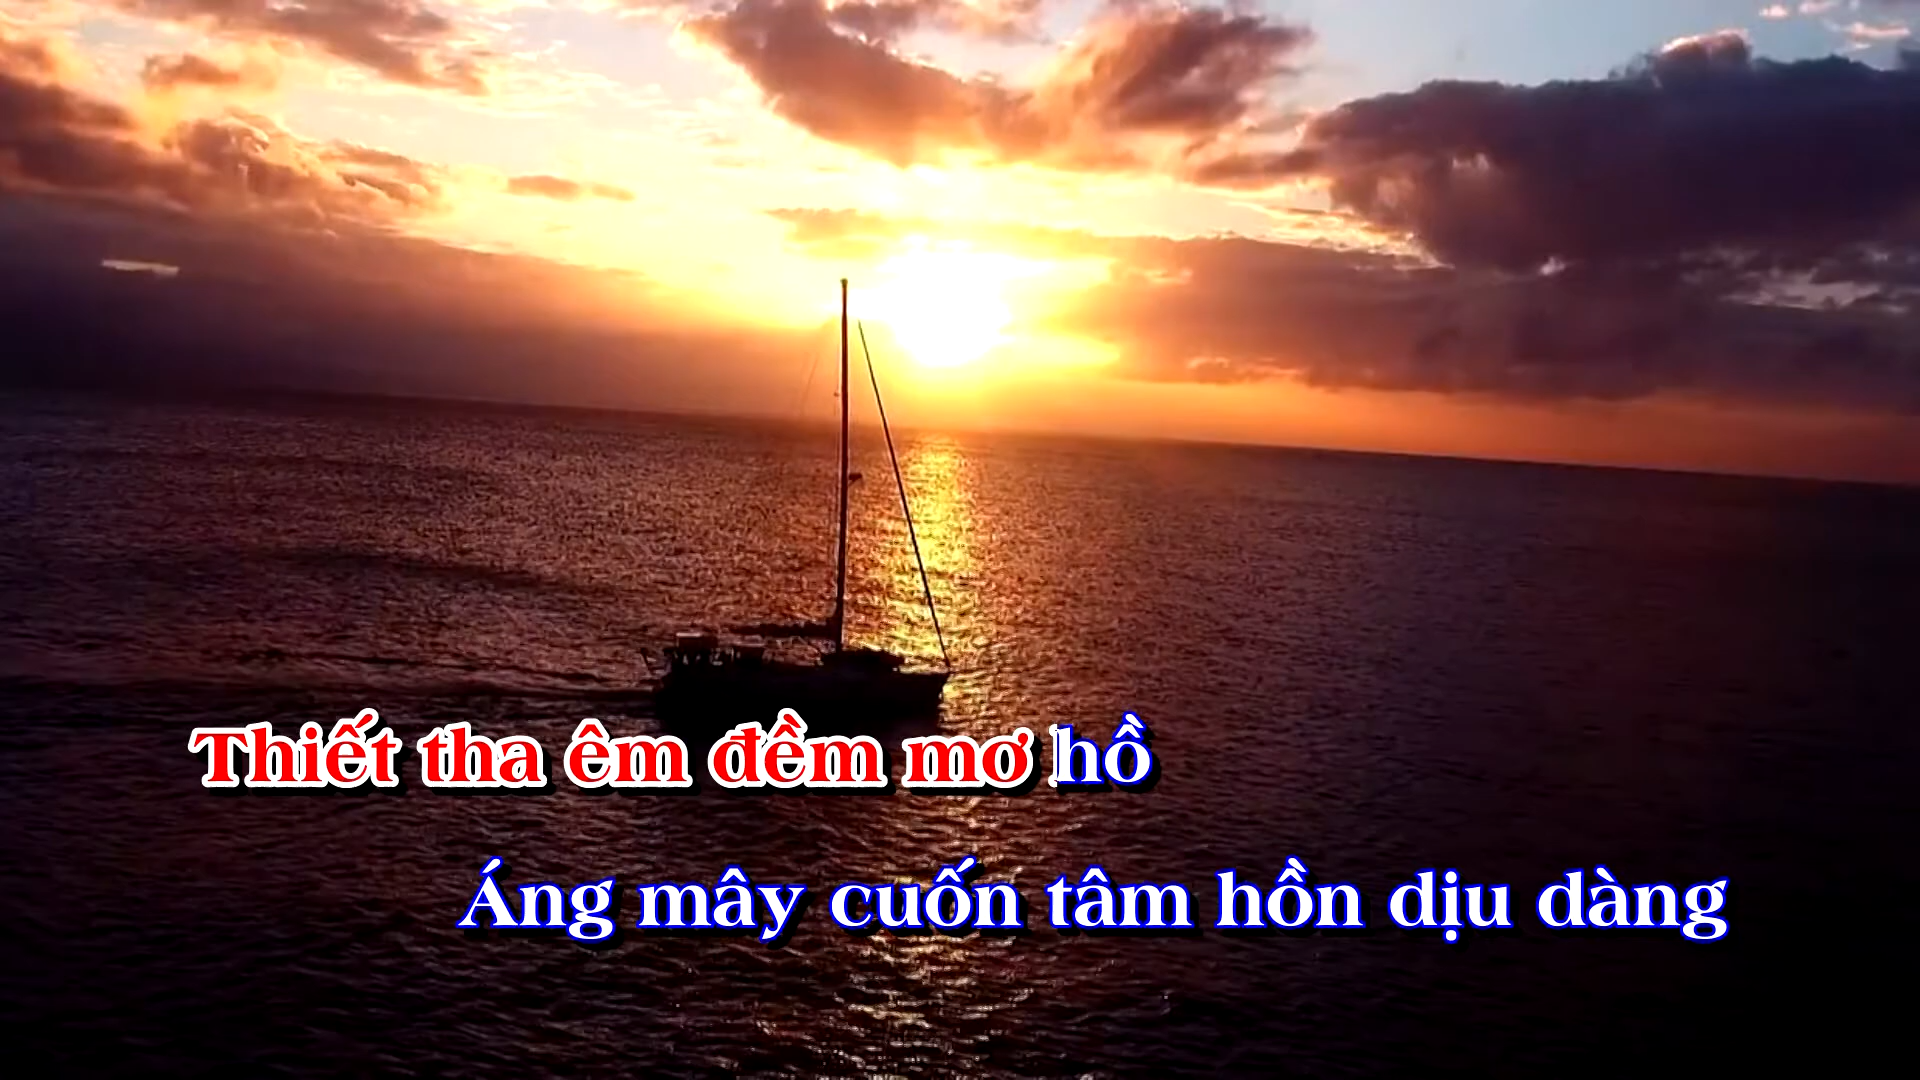 Thiết tha êm đềm mơ hồ
Áng mây cuốn tâm hồn dịu dàng